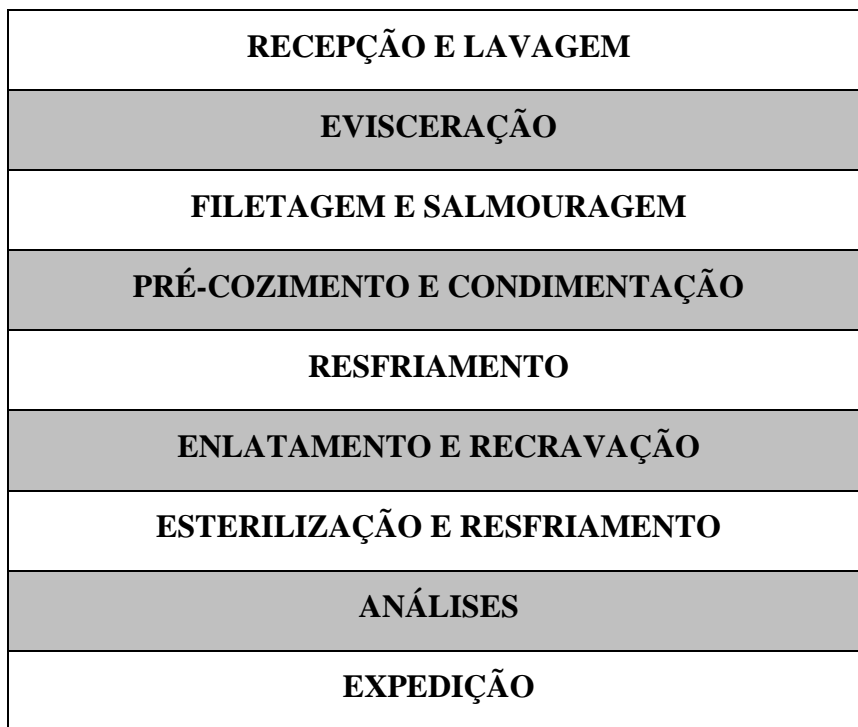 RECEPÇÃO E LAVAGEM
EVISCERAÇÃO
FILETAGEM E SALMOURAGEM
PRÉ-COZIMENTO E CONDIMENTAÇÃO
RESFRIAMENTO
ENLATAMENTO E RECRAVAÇÃO
ESTERILIZAÇÃO E RESFRIAMENTO
ANÁLISES
EXPEDIÇÃO